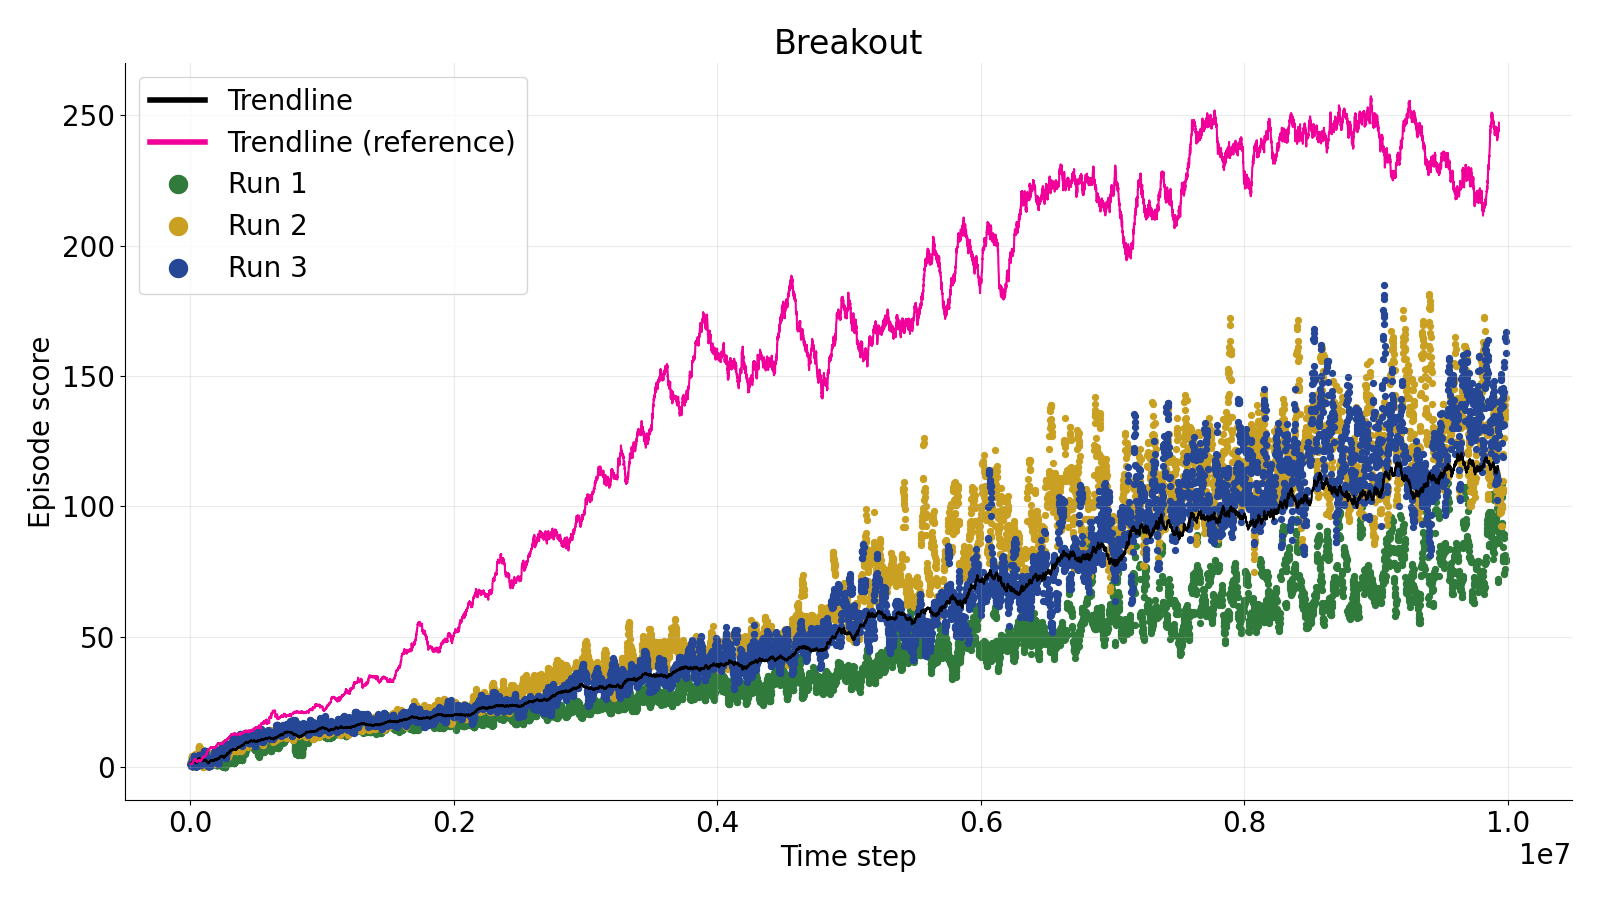 Breakout
Trendline
Trendline (reference)
Run 1
Run 2
Run 3
Episode score
250
200
150
100
50
0
0.0 0.2 0.4 0.6 0.8 1.0
1e7
Time step